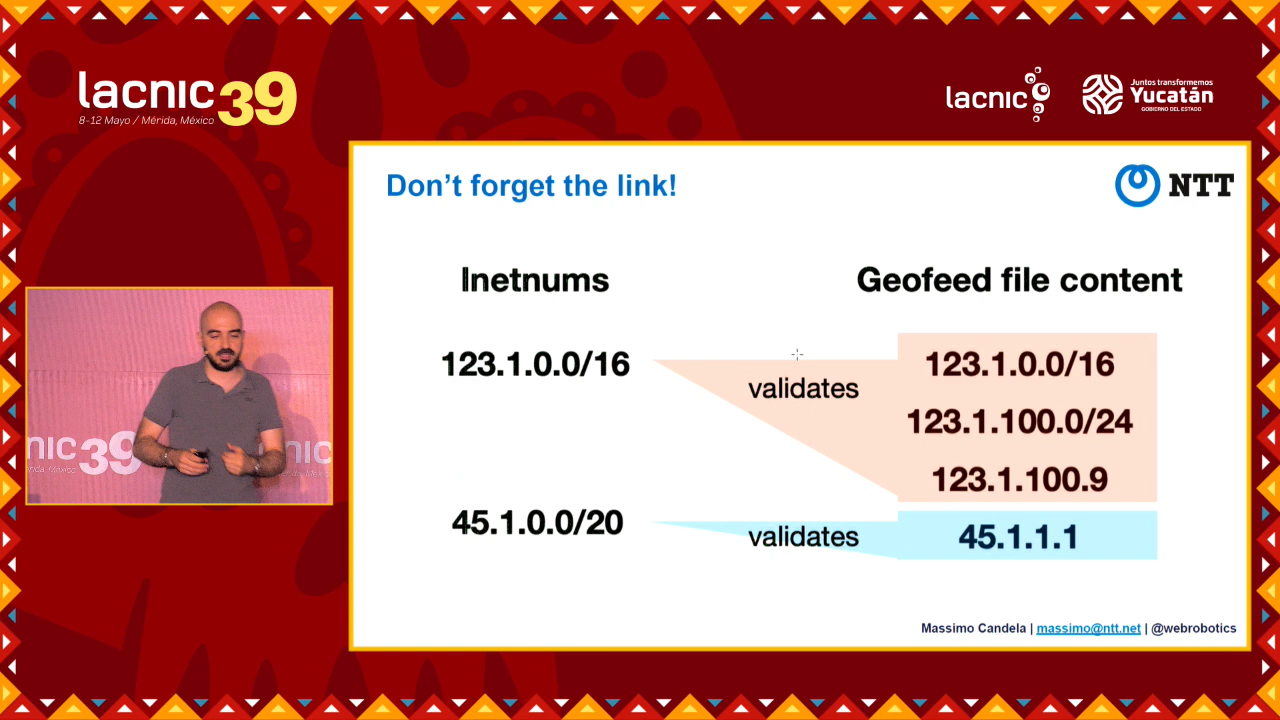 lacnic39
8-12 Mayo / Mérida, México
lacnic
Juntos transformemos
Yucatán
GOBIERNO DEL ESTADO
Don't forget the link!
NTT
Inetnums
Geofeed file content
123.1.0.0/16
validates
123.1.0.0/16
123.1.100.0/24
123.1.100.9
45.1.0.0/20
validates
45.1.1.1
nic39
Massimo Candela | massimo@ntt.net | @webrobotics